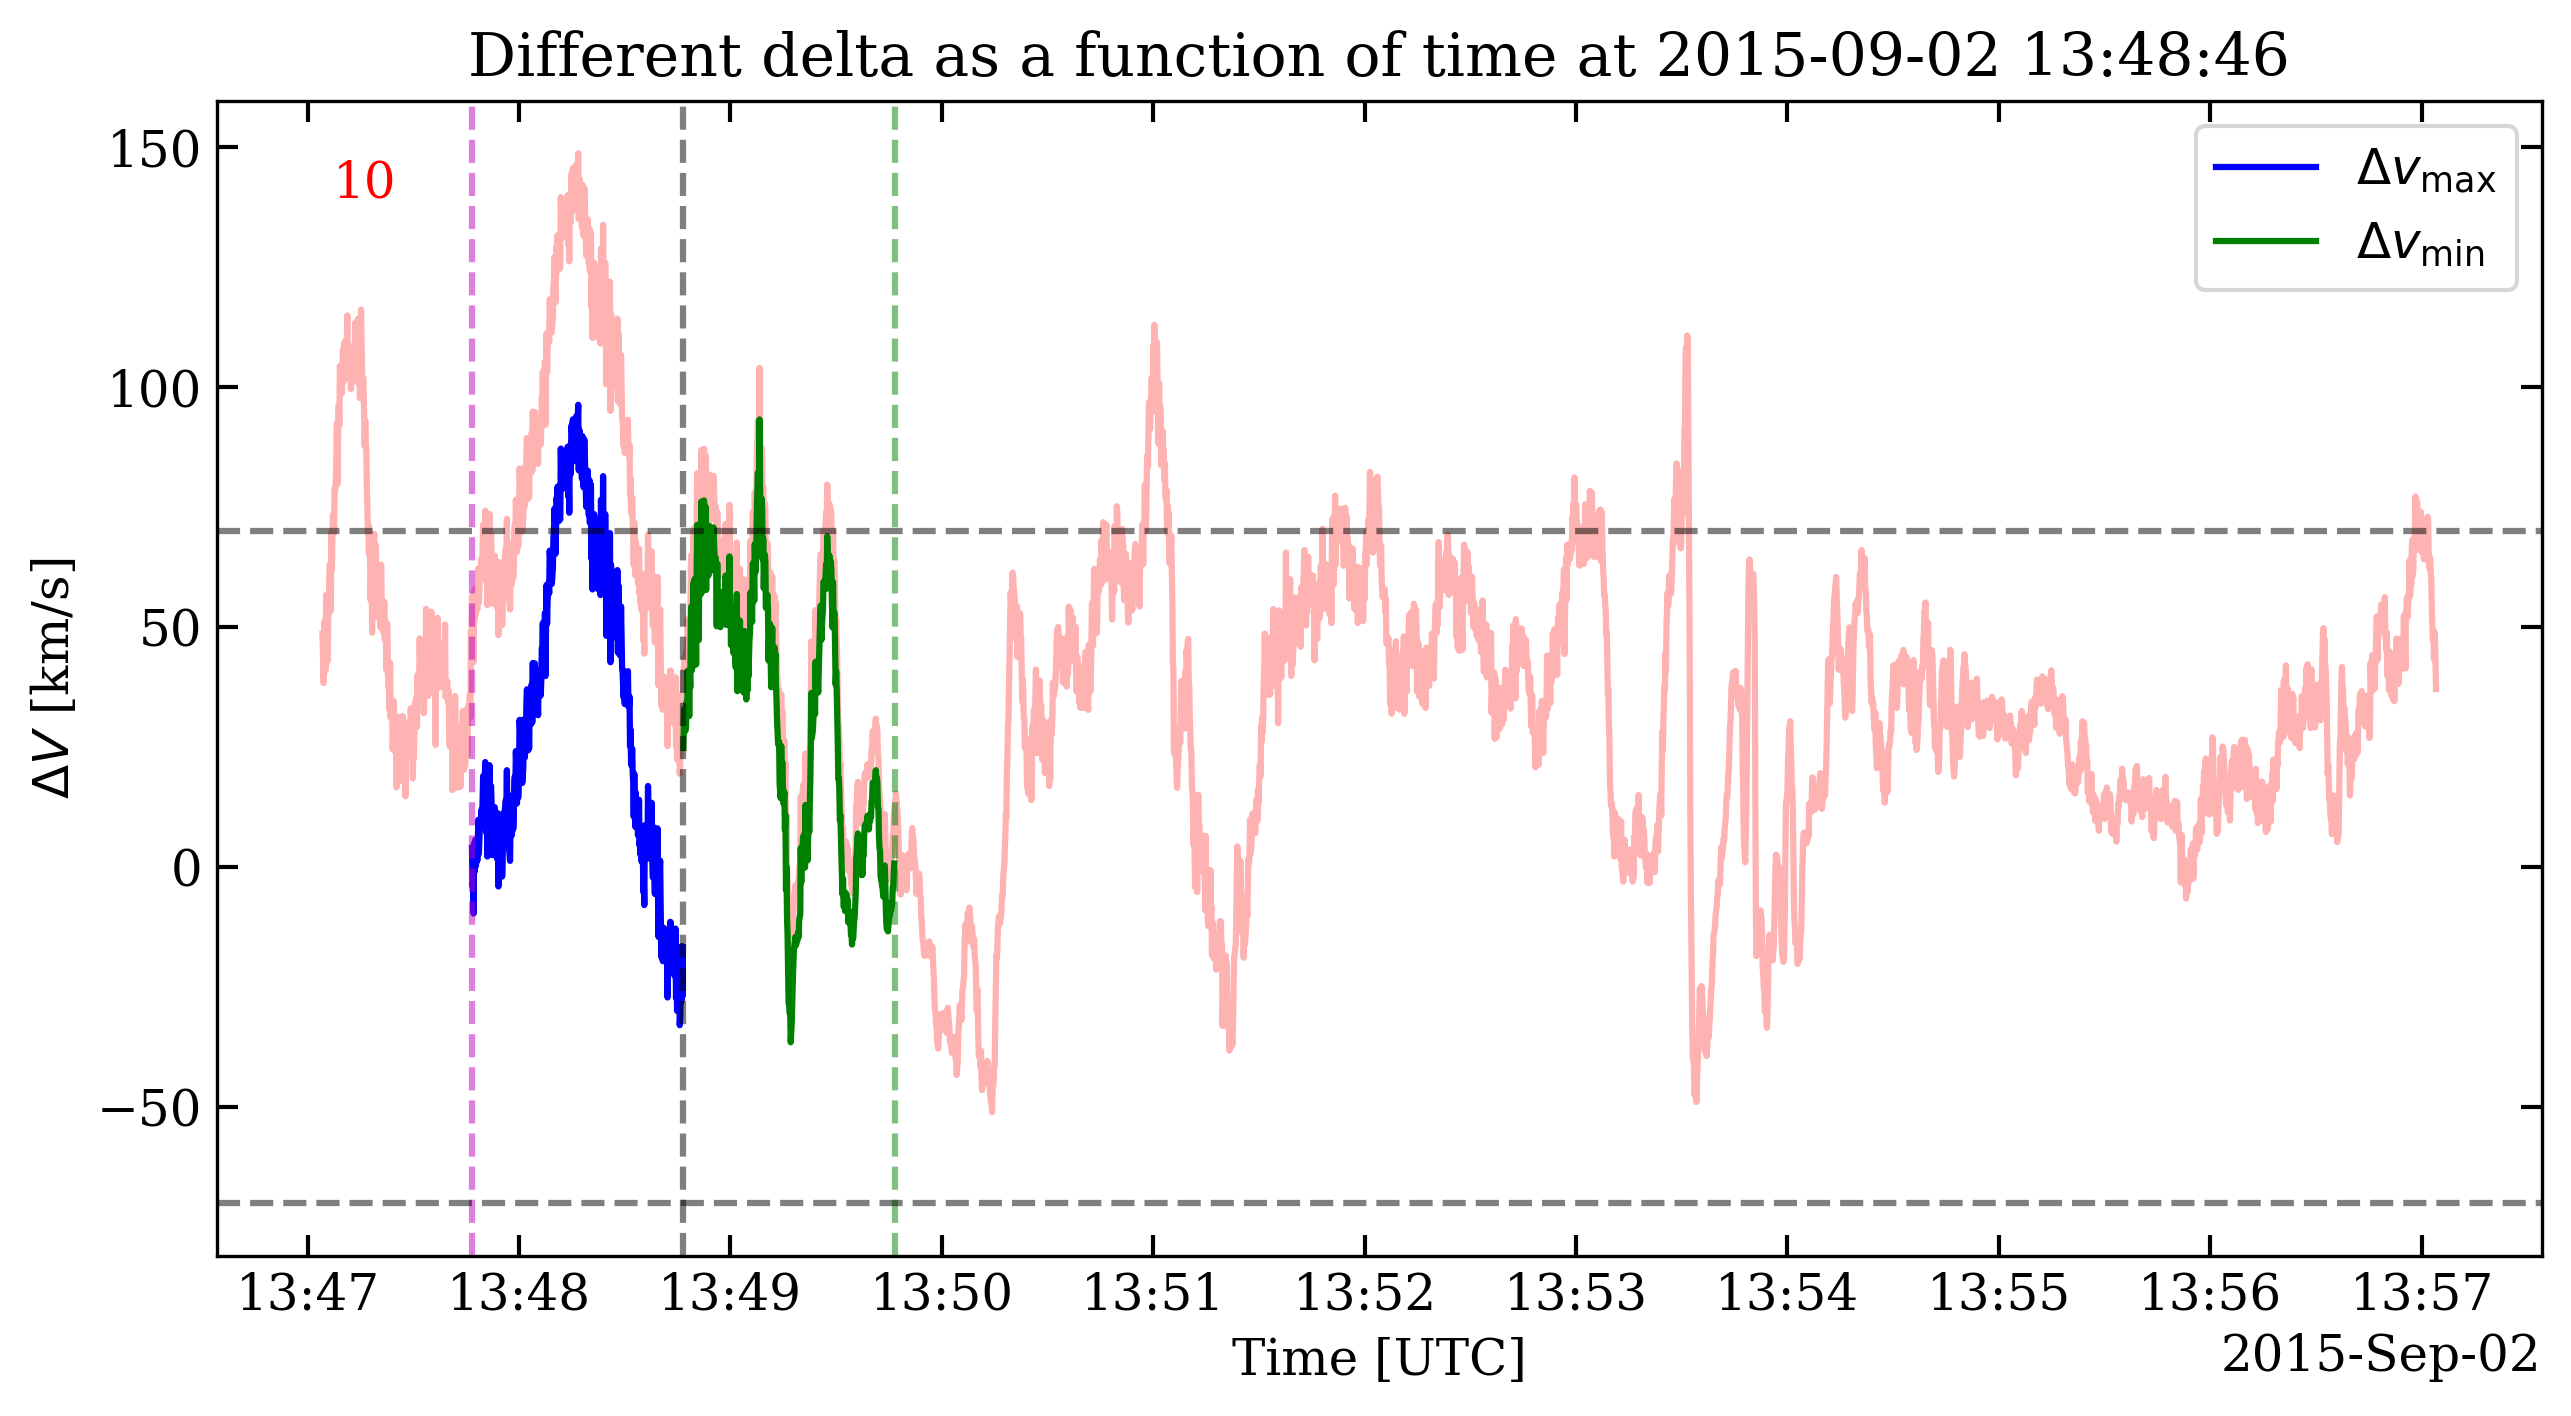 Different delta as a function of time at 2015-09-02 13:48:46
10
Δv_max
Δv_min
ΔV [km/s]
150
100
50
0
−50
13:47 13:48 13:49 13:50 13:51 13:52 13:53 13:54 13:55 13:56 13:57
Time [UTC]
2015-Sep-02